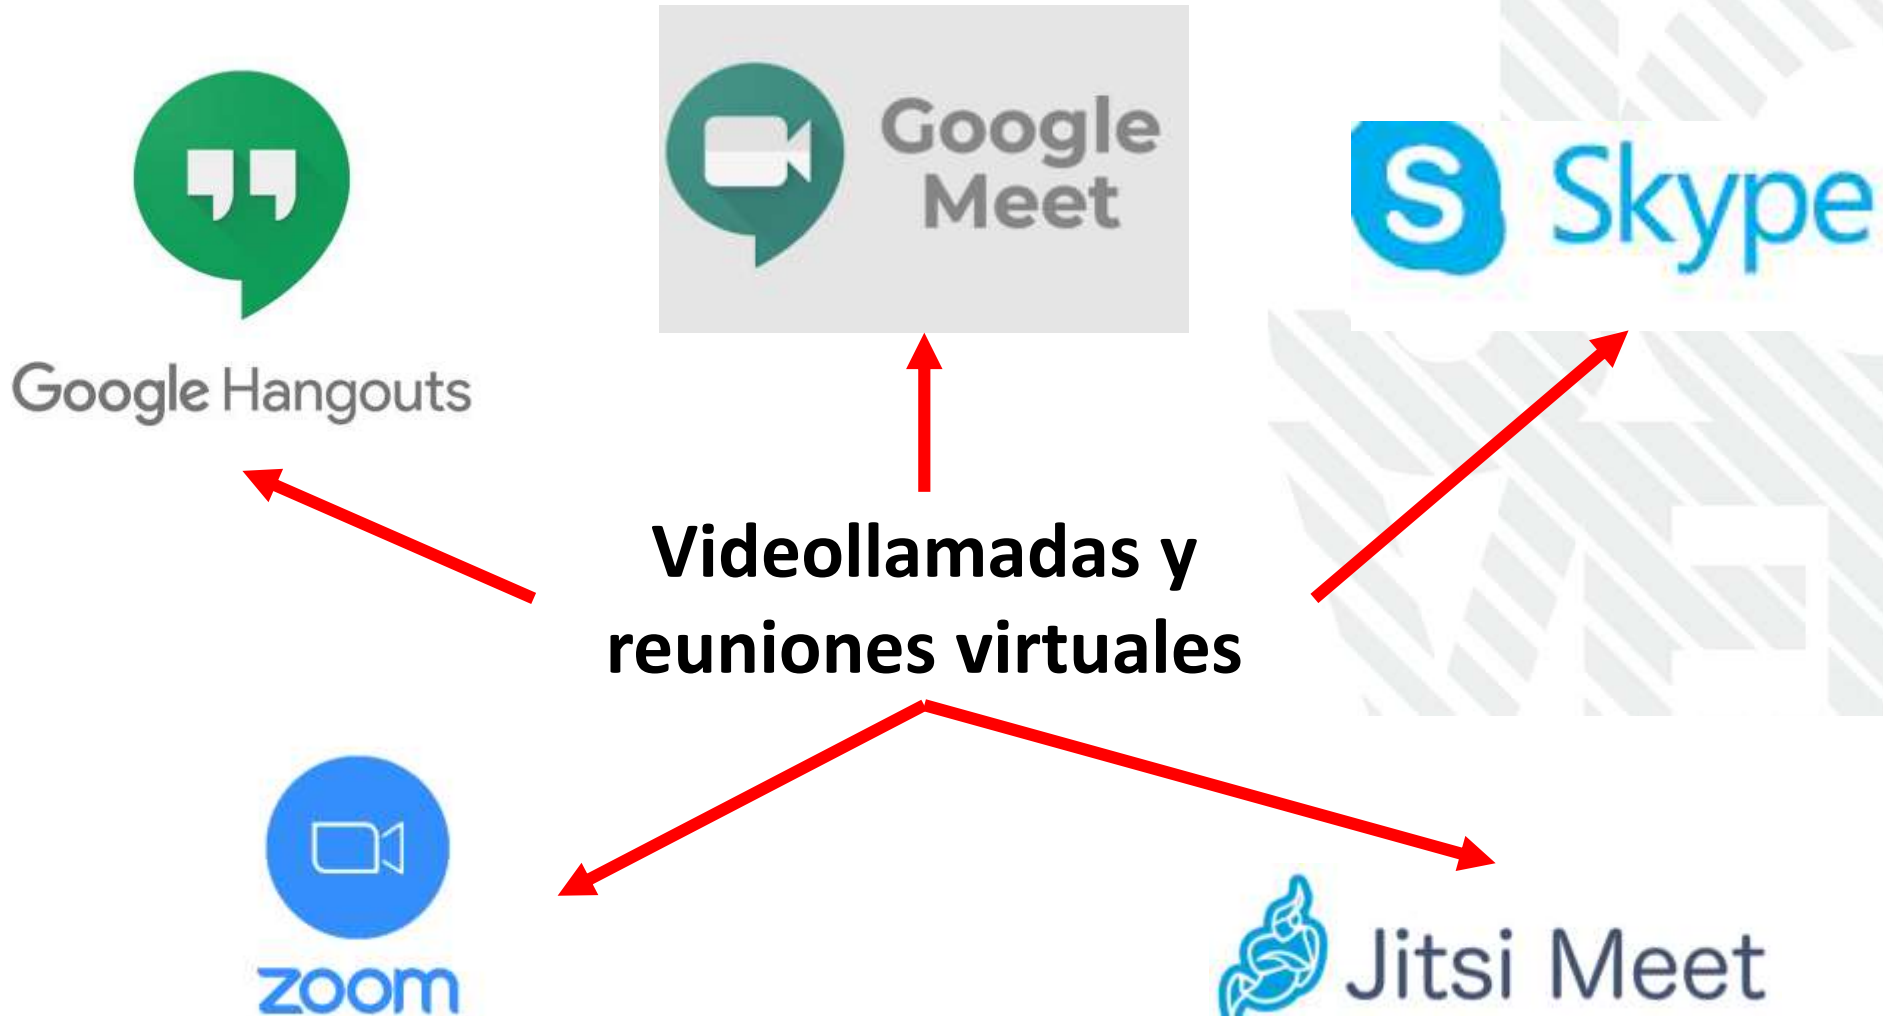 Google
Meet
S Skype
Google Hangouts
Videollamadas y
reuniones virtuales
zoom
Jitsi Meet